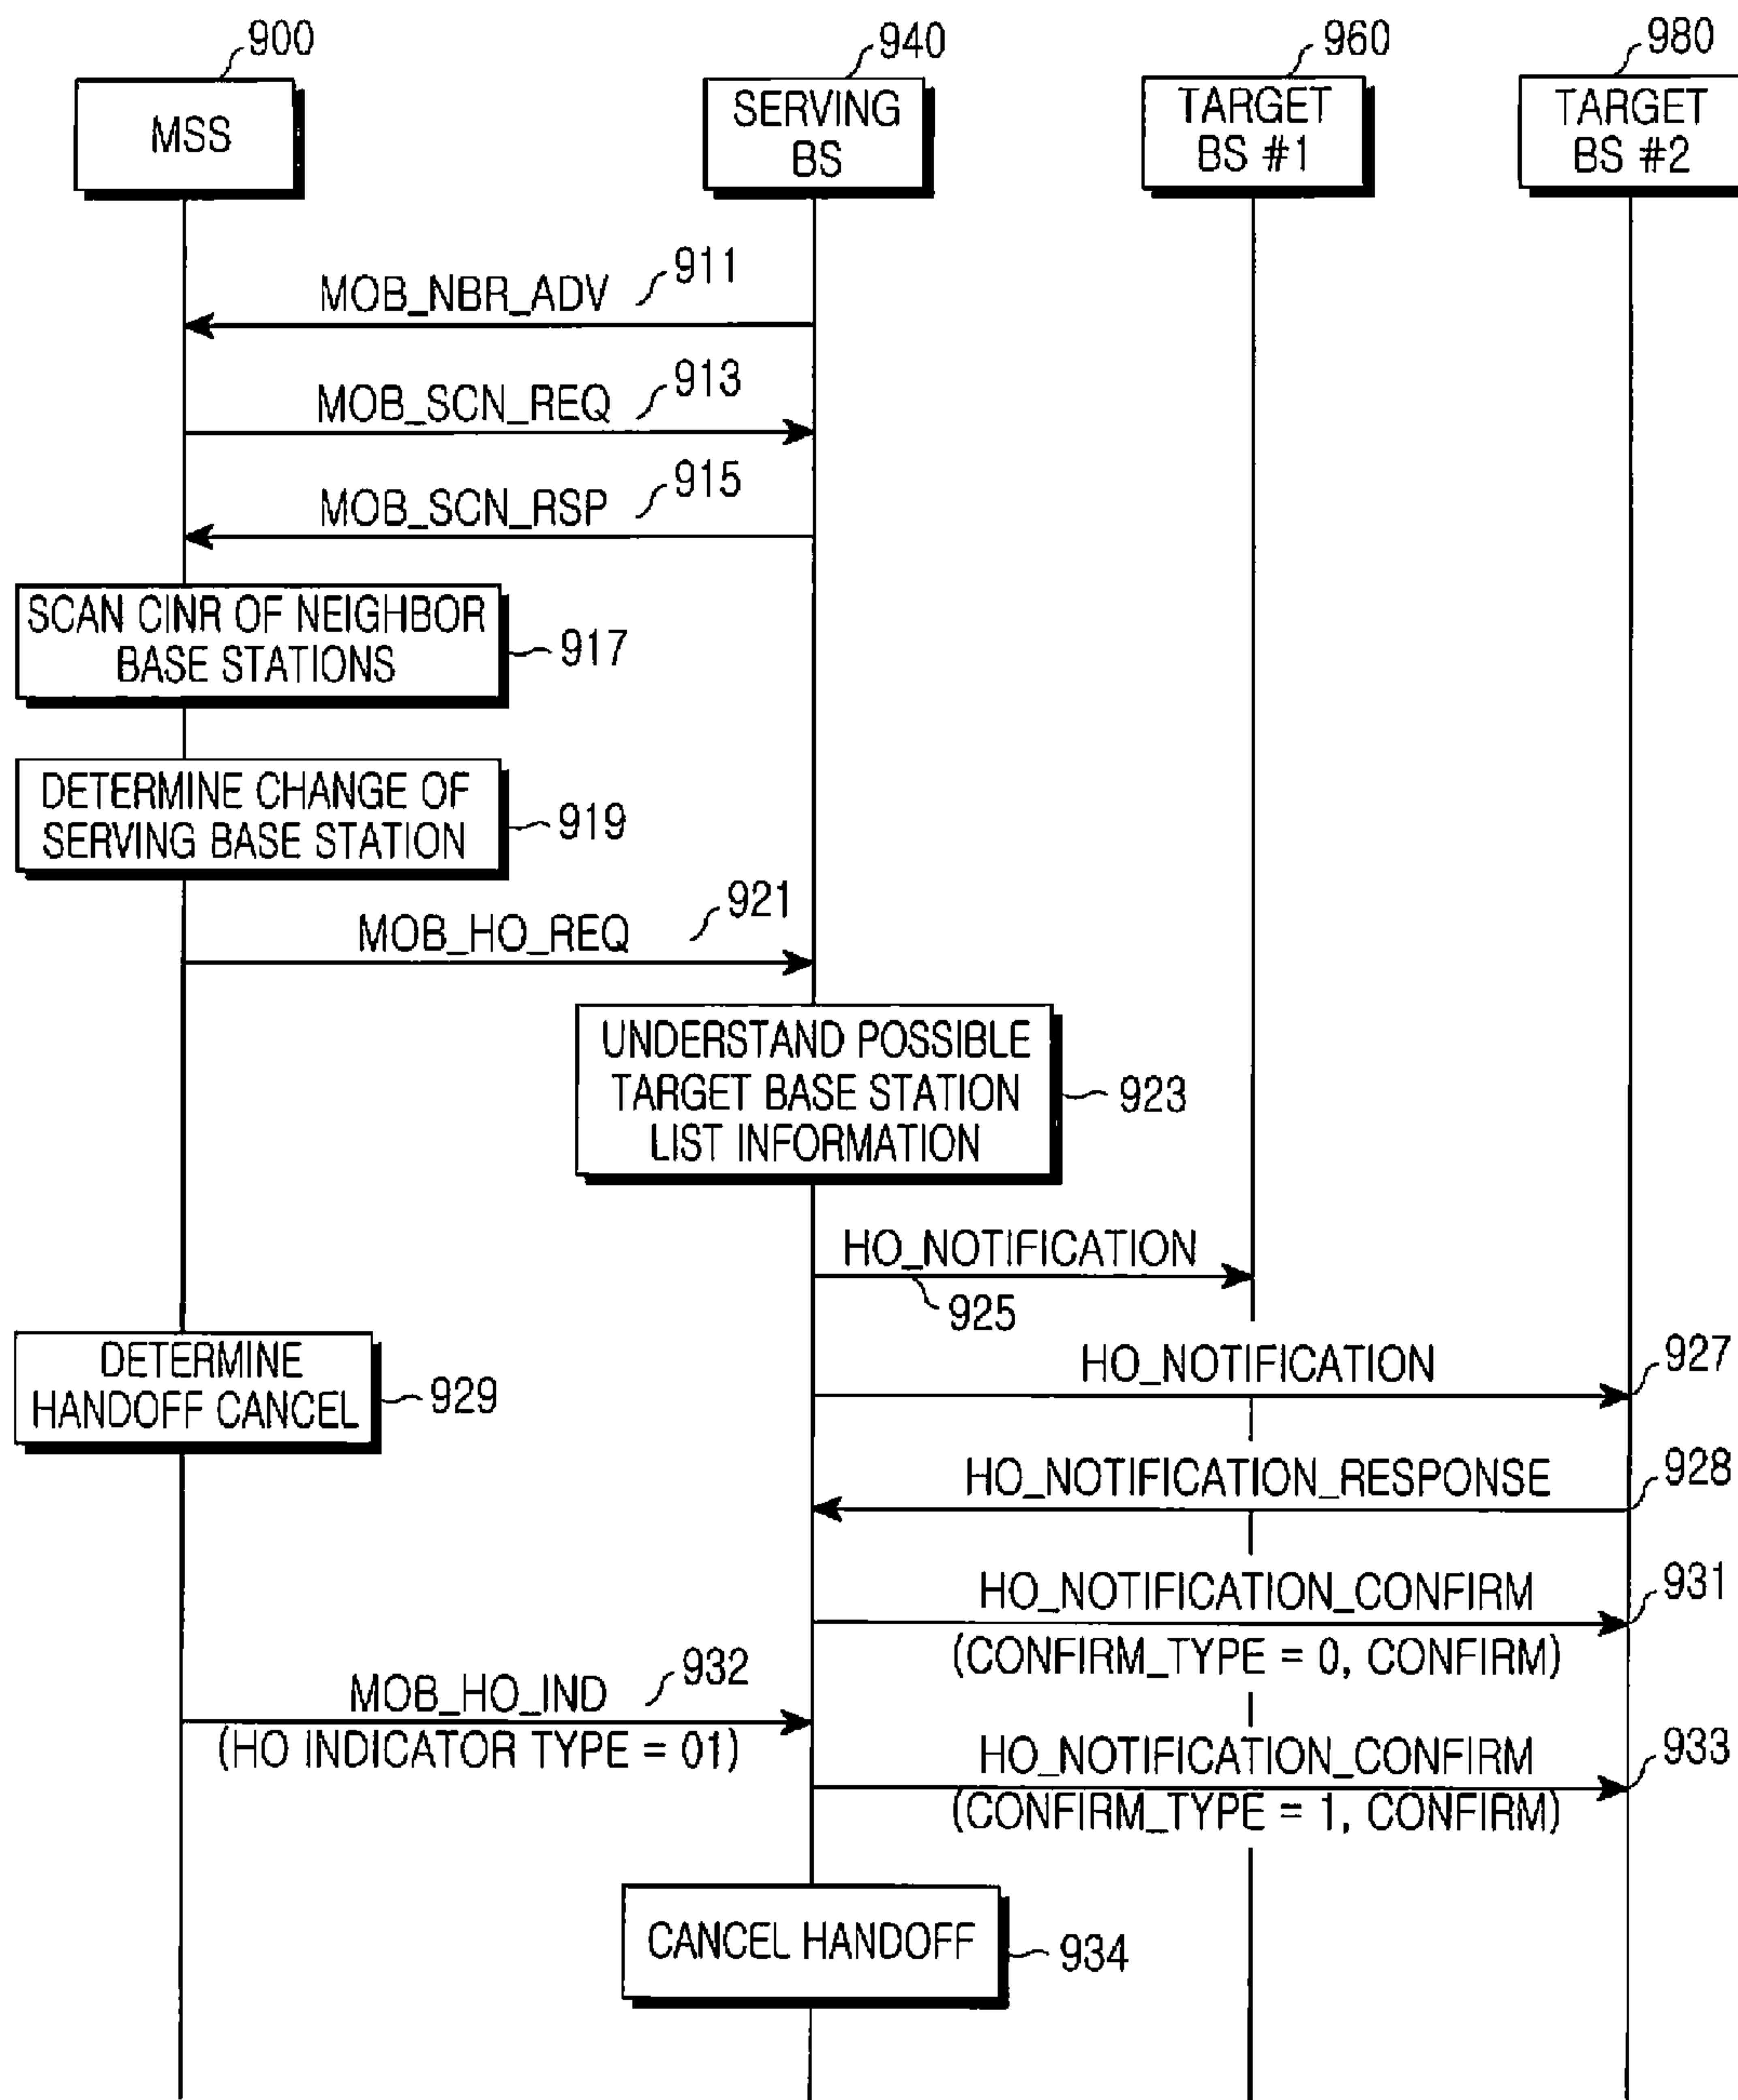 900
940
960
980
MSS
SERVING
BS
TARGET
BS #1
TARGET
BS #2
MOB_NBR_ADV
911
MOB_SCN_REQ
913
MOB_SCN_RSP
915
SCAN CINR OF NEIGHBOR
BASE STATIONS
917
DETERMINE CHANGE OF
SERVING BASE STATION
919
MOB_HO_REQ
921
UNDERSTAND POSSIBLE
TARGET BASE STATION
LIST INFORMATION
923
HO_NOTIFICATION
925
DETERMINE
HANDOFF CANCEL
929
HO_NOTIFICATION
927
HO_NOTIFICATION_RESPONSE
928
HO_NOTIFICATION_CONFIRM
931
(CONFIRM_TYPE = 0, CONFIRM)
MOB_HO_IND
932
(HO INDICATOR TYPE = 01)
HO_NOTIFICATION_CONFIRM
933
(CONFIRM_TYPE = 1, CONFIRM)
CANCEL HANDOFF
934